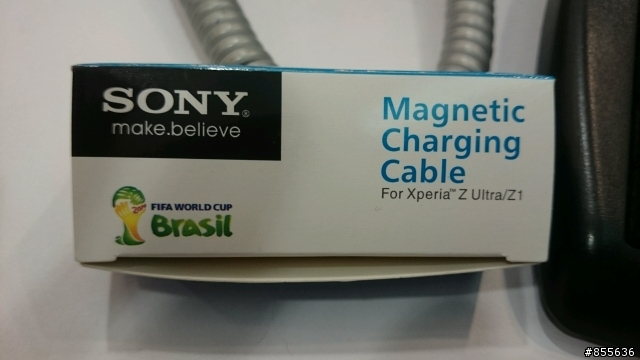 SONY®
make.believe
FIFA WORLD CUP
Brasil
Magnetic
Charging
Cable
For Xperia™ Z Ultra/Z1
#855636